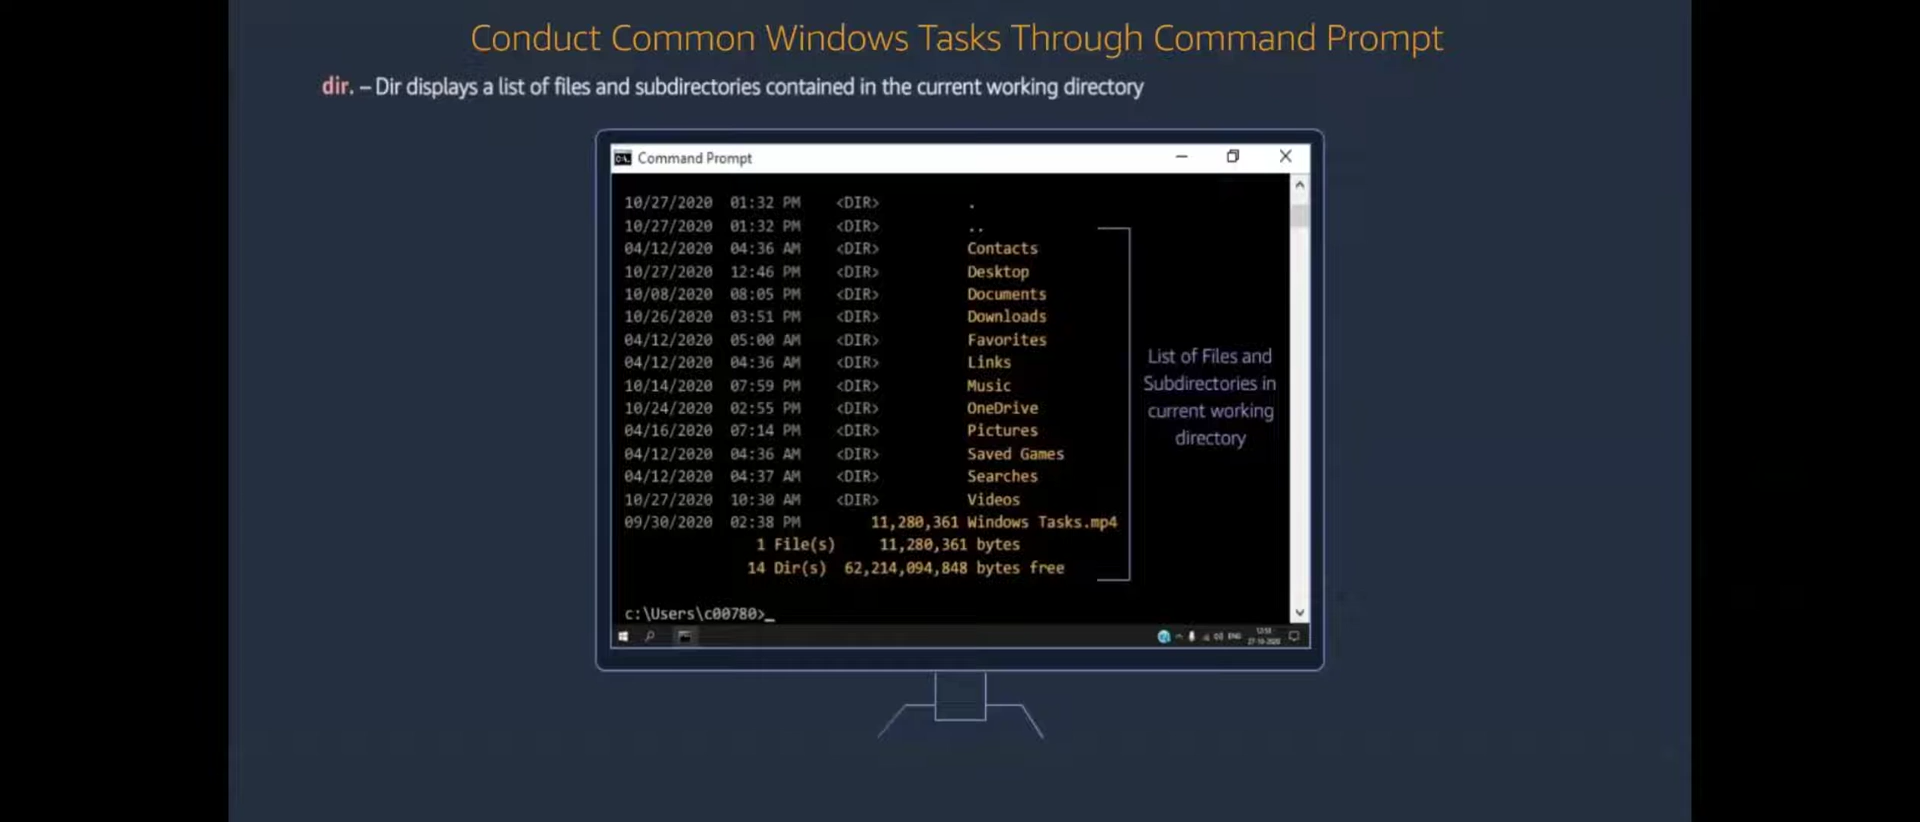 Conduct Common Windows Tasks Through Command Prompt
dir. – Dir displays a list of files and subdirectories contained in the current working directory
Command Prompt
10/27/2020 01:32 PM <DIR> .
10/27/2020 01:32 PM <DIR> ..
04/12/2020 04:36 AM <DIR> Contacts
10/27/2020 12:46 PM <DIR> Desktop
10/08/2020 08:05 PM <DIR> Documents
10/26/2020 03:51 PM <DIR> Downloads
04/12/2020 05:00 AM <DIR> Favorites
04/12/2020 04:36 AM <DIR> Links
10/14/2020 07:59 PM <DIR> Music
10/24/2020 02:55 PM <DIR> OneDrive
04/16/2020 07:14 PM <DIR> Pictures
04/12/2020 04:36 AM <DIR> Saved Games
04/12/2020 04:37 AM <DIR> Searches
10/27/2020 10:30 AM <DIR> Videos
09/30/2020 02:38 PM 11,280,361 Windows Tasks.mp4
1 File(s) 11,280,361 bytes
14 Dir(s) 62,214,094,848 bytes free
List of Files and
Subdirectories in
current working
directory
c:\Users\c00780>_
ENG
27-10-2020